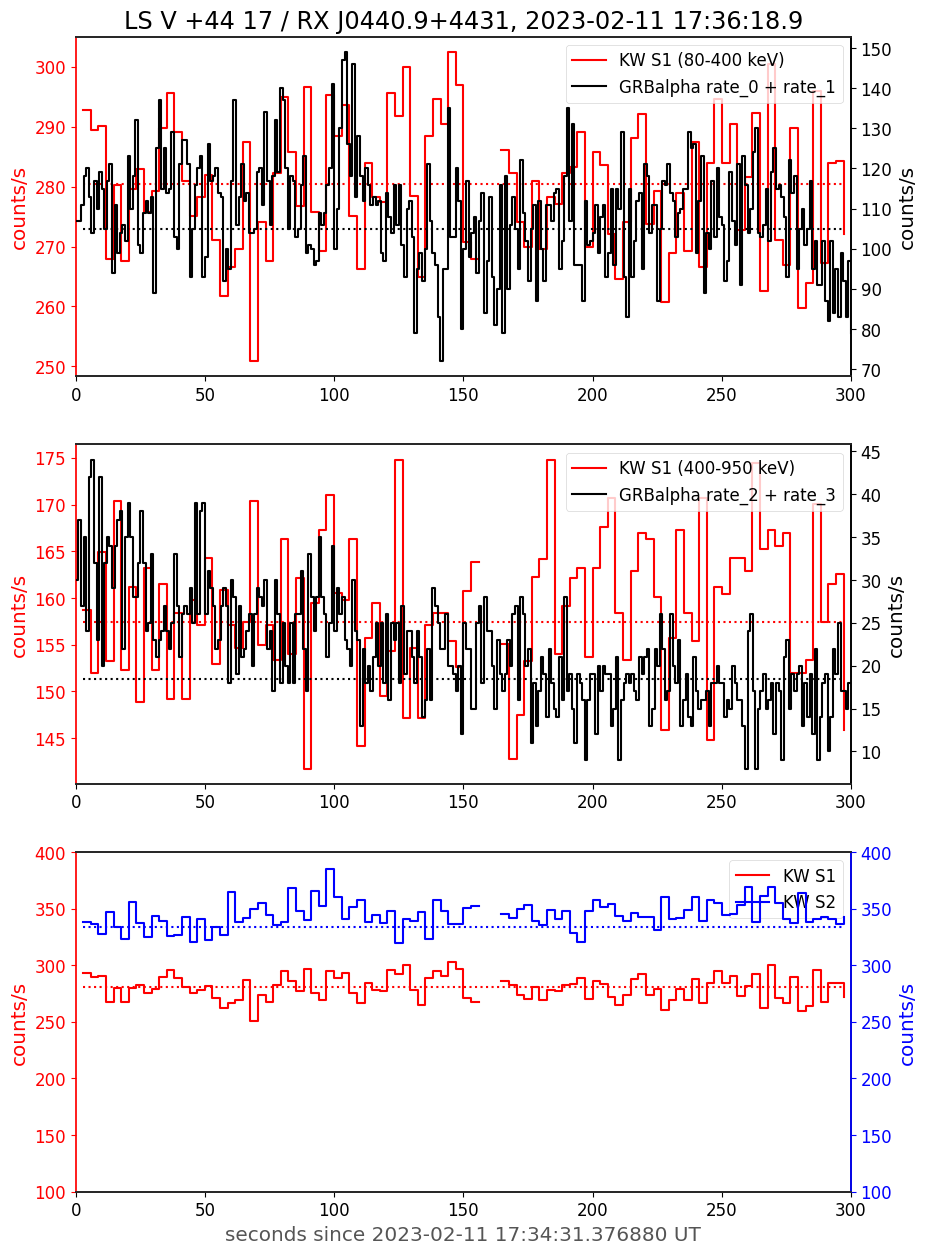 LS V +44 17 / RX J0440.9+4431, 2023-02-11 17:36:18.9
KW S1 (80-400 keV)
GRBalpha rate_0 + rate_1
counts/s
300
290
280
270
260
250
counts/s
150
140
130
120
110
100
90
80
70
0 50 100 150 200 250 300
KW S1 (400-950 keV)
GRBalpha rate_2 + rate_3
counts/s
175
170
165
160
155
150
145
counts/s
45
40
35
30
25
20
15
10
0 50 100 150 200 250 300
KW S1
KW S2
counts/s
400
350
300
250
200
150
100
counts/s
400
350
300
250
200
150
100
0 50 100 150 200 250 300
seconds since 2023-02-11 17:34:31.376880 UT